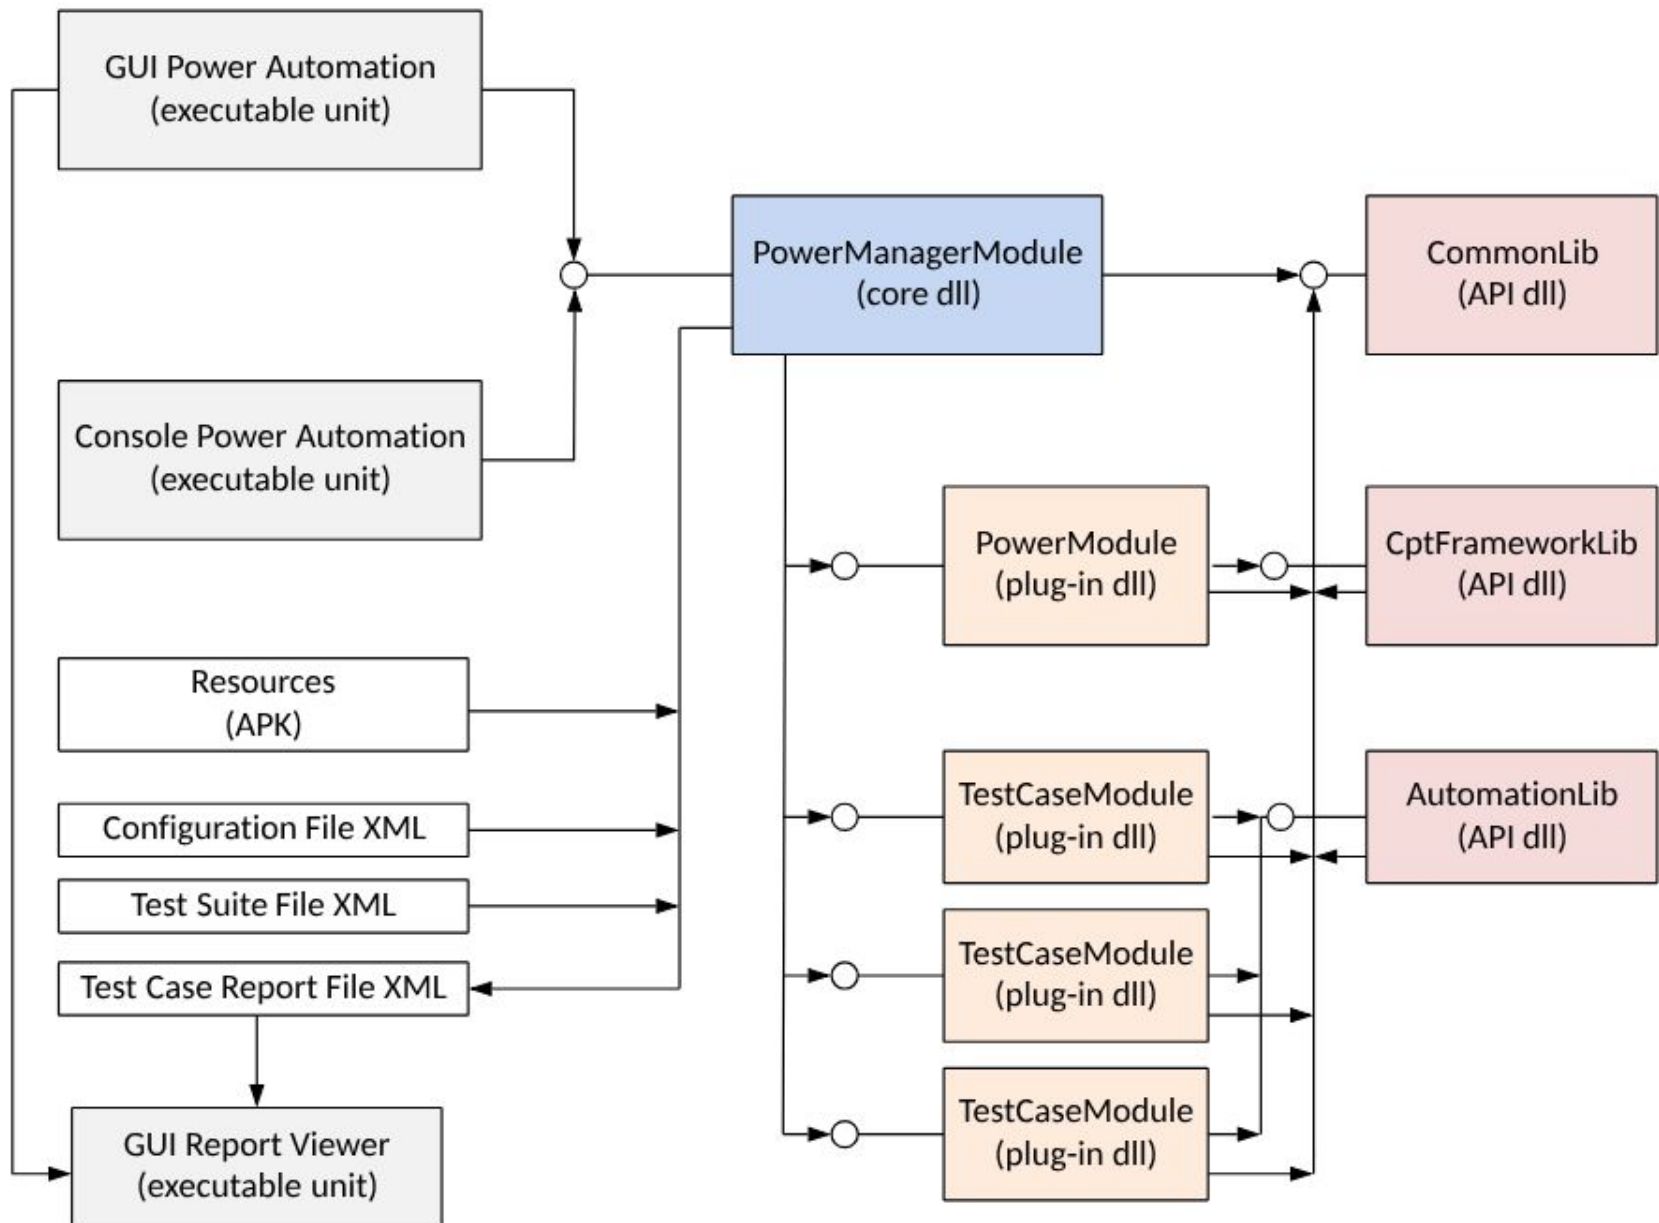 GUI Power Automation
(executable unit)
PowerManagerModule
(core dll)
CommonLib
(API dll)
Console Power Automation
(executable unit)
PowerModule
(plug-in dll)
CptFrameworkLib
(API dll)
Resources
(APK)
Configuration File XML
Test Suite File XML
Test Case Report File XML
TestCaseModule
(plug-in dll)
AutomationLib
(API dll)
TestCaseModule
(plug-in dll)
TestCaseModule
(plug-in dll)
GUI Report Viewer
(executable unit)